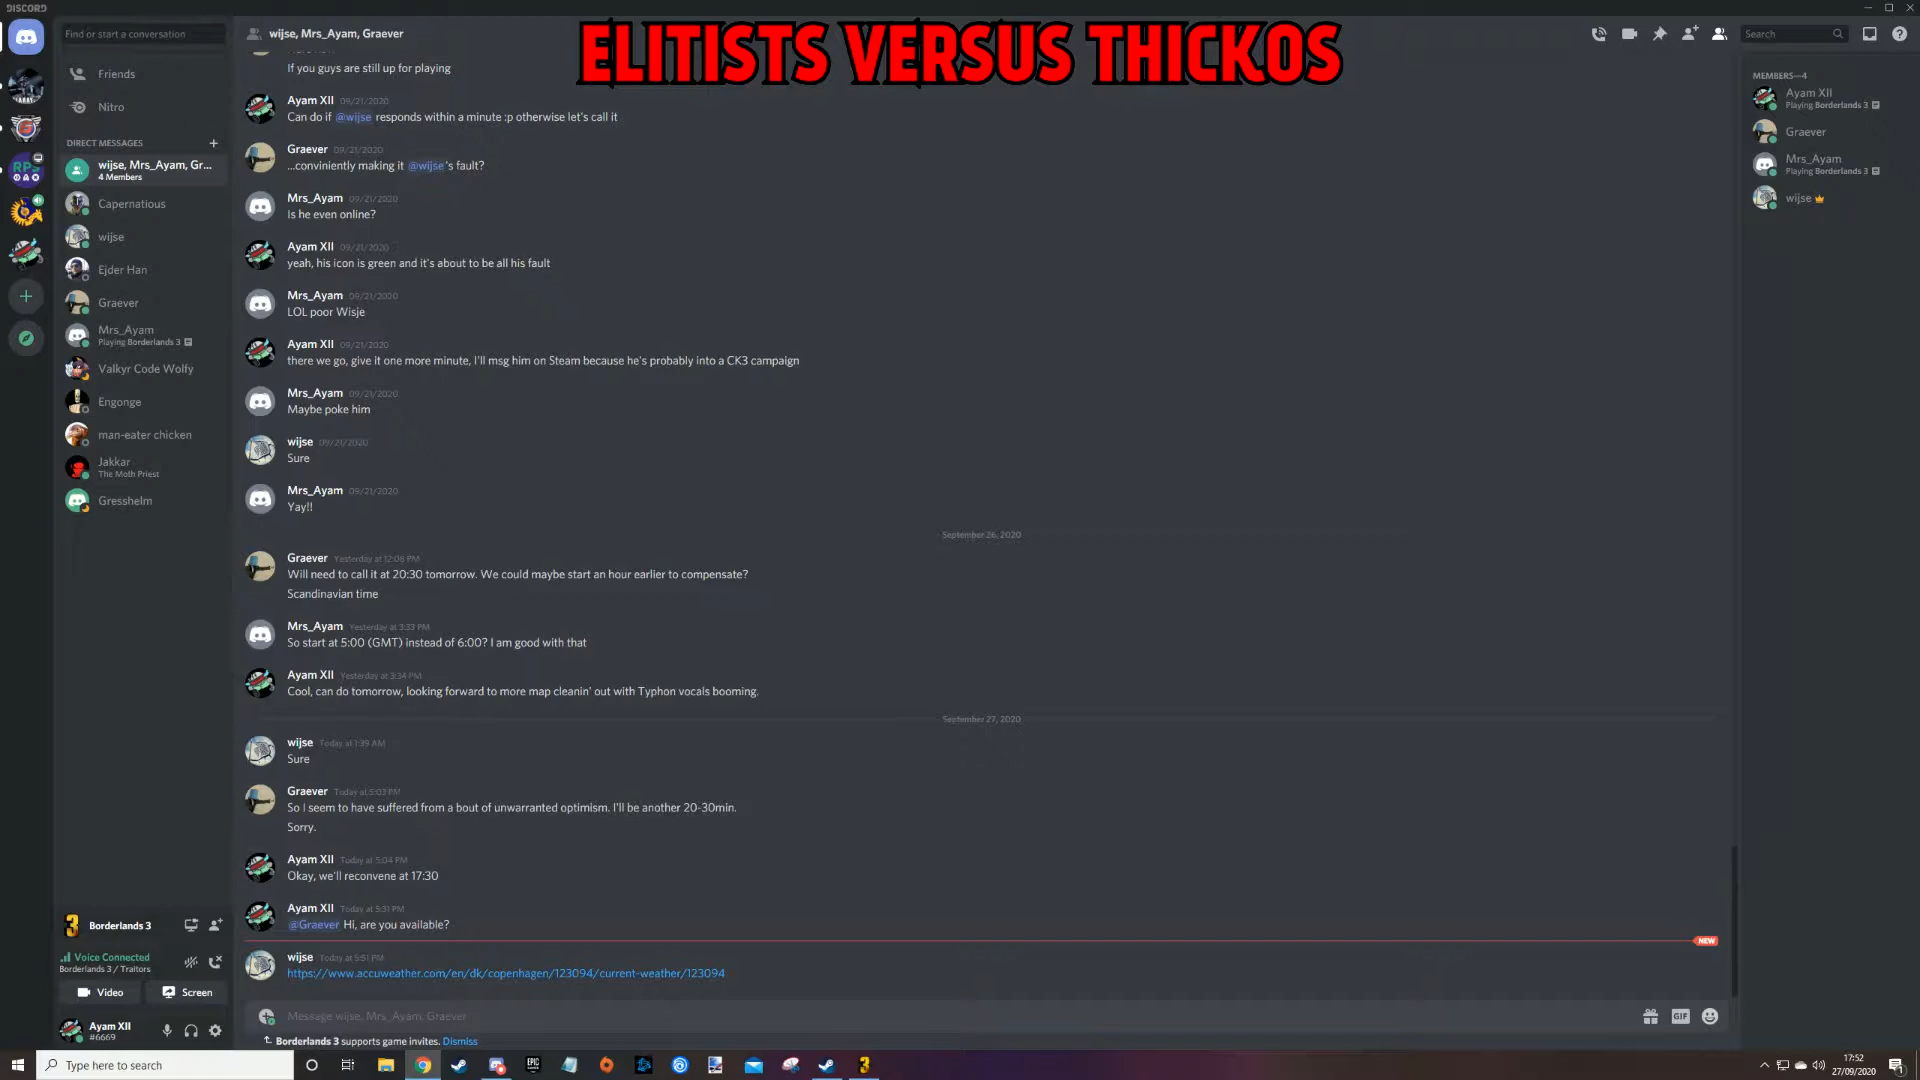 DISCORD
Find or start a conversation
Friends
Nitro
DIRECT MESSAGES
wijse, Mrs_Ayam, Gr...
4 Members
Capernatious
wijse
Ejder Han
Graever
Mrs_Ayam
Playing Borderlands 3
Valkyr Code Wolfy
Engonge
man-eater chicken
Jakkar
The Moth Priest
Gresshelm
Borderlands 3
Voice Connected
Borderlands 3 / Traitors
Video
Screen
Ayam XII
#6669
wijse, Mrs_Ayam, Graever
ELITISTS VERSUS THICKOS
Search
If you guys are still up for playing
Ayam XII 09/21/2020
Can do if @wijse responds within a minute :p otherwise let's call it
Graever 09/21/2020
...conviniently making it @wijse 's fault?
Mrs_Ayam 09/21/2020
Is he even online?
Ayam XII 09/21/2020
yeah, his icon is green and it's about to be all his fault
Mrs_Ayam 09/21/2020
LOL poor Wisje
Ayam XII 09/21/2020
there we go, give it one more minute, I'll msg him on Steam because he's probably into a CK3 campaign
Mrs_Ayam 09/21/2020
Maybe poke him
wijse 09/21/2020
Sure
Mrs_Ayam 09/21/2020
Yay!!
September 26, 2020
Graever Yesterday at 12:08 PM
Will need to call it at 20:30 tomorrow. We could maybe start an hour earlier to compensate?
Scandinavian time
Mrs_Ayam Yesterday at 3:33 PM
So start at 5:00 (GMT) instead of 6:00? I am good with that
Ayam XII Yesterday at 3:34 PM
Cool, can do tomorrow, looking forward to more map cleanin' out with Typhon vocals booming.
September 27, 2020
wijse Today at 1:39 AM
Sure
Graever Today at 5:03 PM
So I seem to have suffered from a bout of unwarranted optimism. I'll be another 20-30min.
Sorry.
Ayam XII Today at 5:04 PM
Okay, we'll reconvene at 17:30
Ayam XII Today at 5:31 PM
@Graever Hi, are you available?
NEW
wijse Today at 5:51 PM
https://www.accuweather.com/en/dk/copenhagen/123094/current-weather/123094
Message wijse, Mrs_Ayam, Graever
GIF
Borderlands 3 supports game invites. Dismiss
MEMBERS—4
Ayam XII
Playing Borderlands 3
Graever
Mrs_Ayam
Playing Borderlands 3
wijse
Type here to search
EPIC
3
17:52
27/09/2020